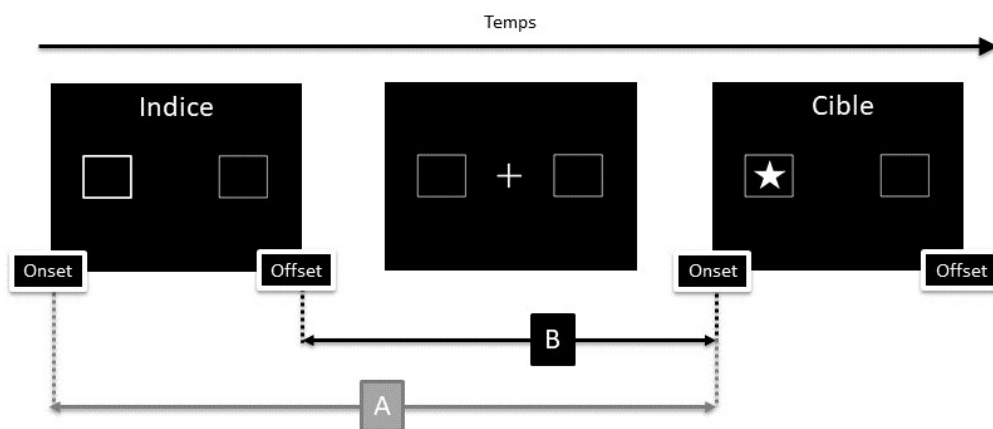 Temps
Indice
Cible
Onset
Offset
Onset
Offset
B
A